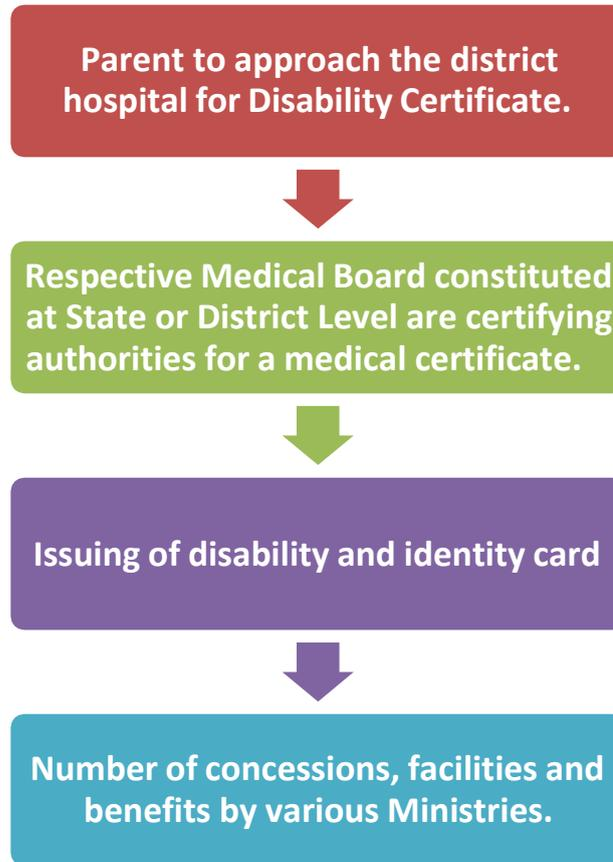 Parent to approach the district
hospital for Disability Certificate.
Respective Medical Board constituted
at State or District Level are certifying
authorities for a medical certificate.
Issuing of disability and identity card
Number of concessions, facilities and
benefits by various Ministries.